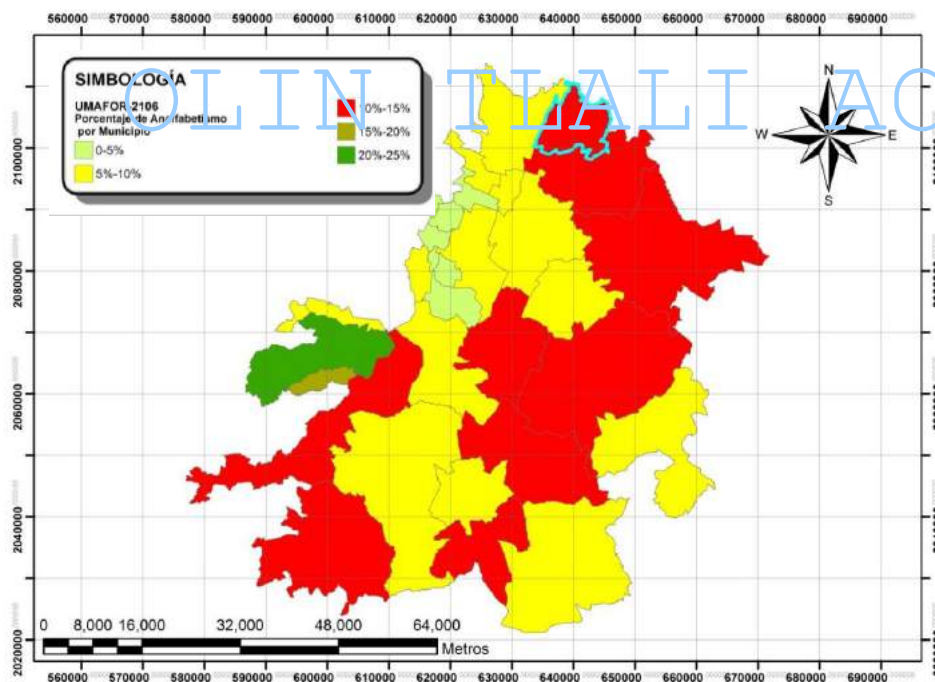 560000 570000 580000 590000 600000 610000 620000 630000 640000 650000 660000 670000 680000 690000
SIMBOLOGÍA
OLIN TLALI AC
UMAFOR-2106
Porcentaje de Analfabetismo
por Municipio
0-5%
5%-10%
10%-15%
15%-20%
20%-25%
N
W E
S
2100000
2080000
2060000
2040000
2020000
0 8,000 16,000 32,000 48,000 64,000
Metros
560000 570000 580000 590000 600000 610000 620000 630000 640000 650000 660000 670000 680000 690000